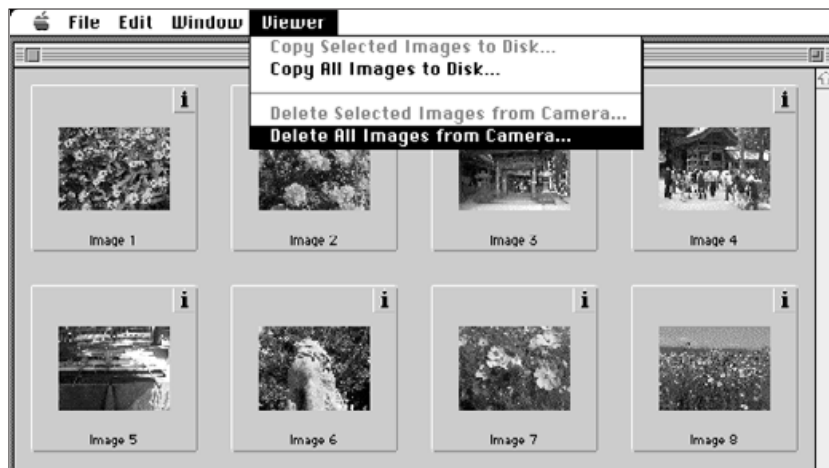 File Edit Window Viewer
Copy Selected Images to Disk...
Copy All Images to Disk...
Delete Selected Images from Camera...
Delete All Images from Camera...
i i
Image 1 Image 2 Image 3 Image 4
i i i i
Image 5 Image 6 Image 7 Image 8